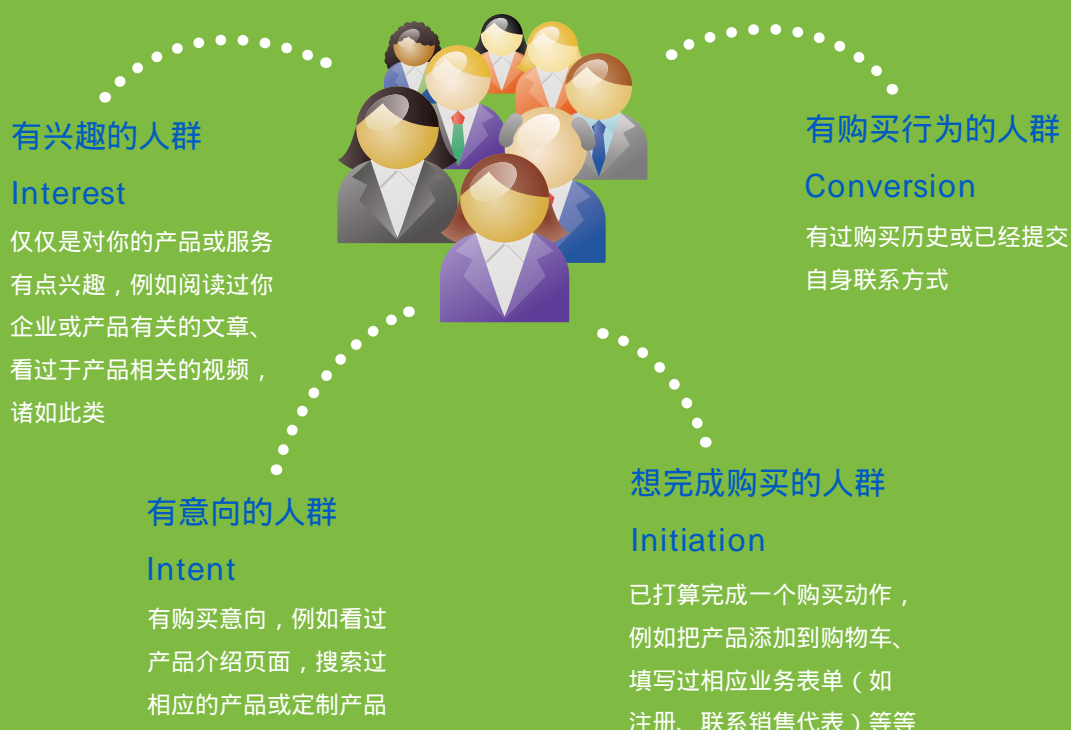 有兴趣的人群
Interest
仅仅是对你的产品或服务
有点兴趣，例如阅读过你
企业或产品有关的文章、
看过于产品相关的视频，
诸如此类
有意向的人群
Intent
有购买意向，例如看过
产品介绍页面，搜索过
相应的产品或定制产品
想完成购买的人群
Initiation
已打算完成一个购买动作，
例如把产品添加到购物车、
填写过相应业务表单（如
注册、联系销售代表）等等
有购买行为的人群
Conversion
有过购买历史或已经提交
自身联系方式